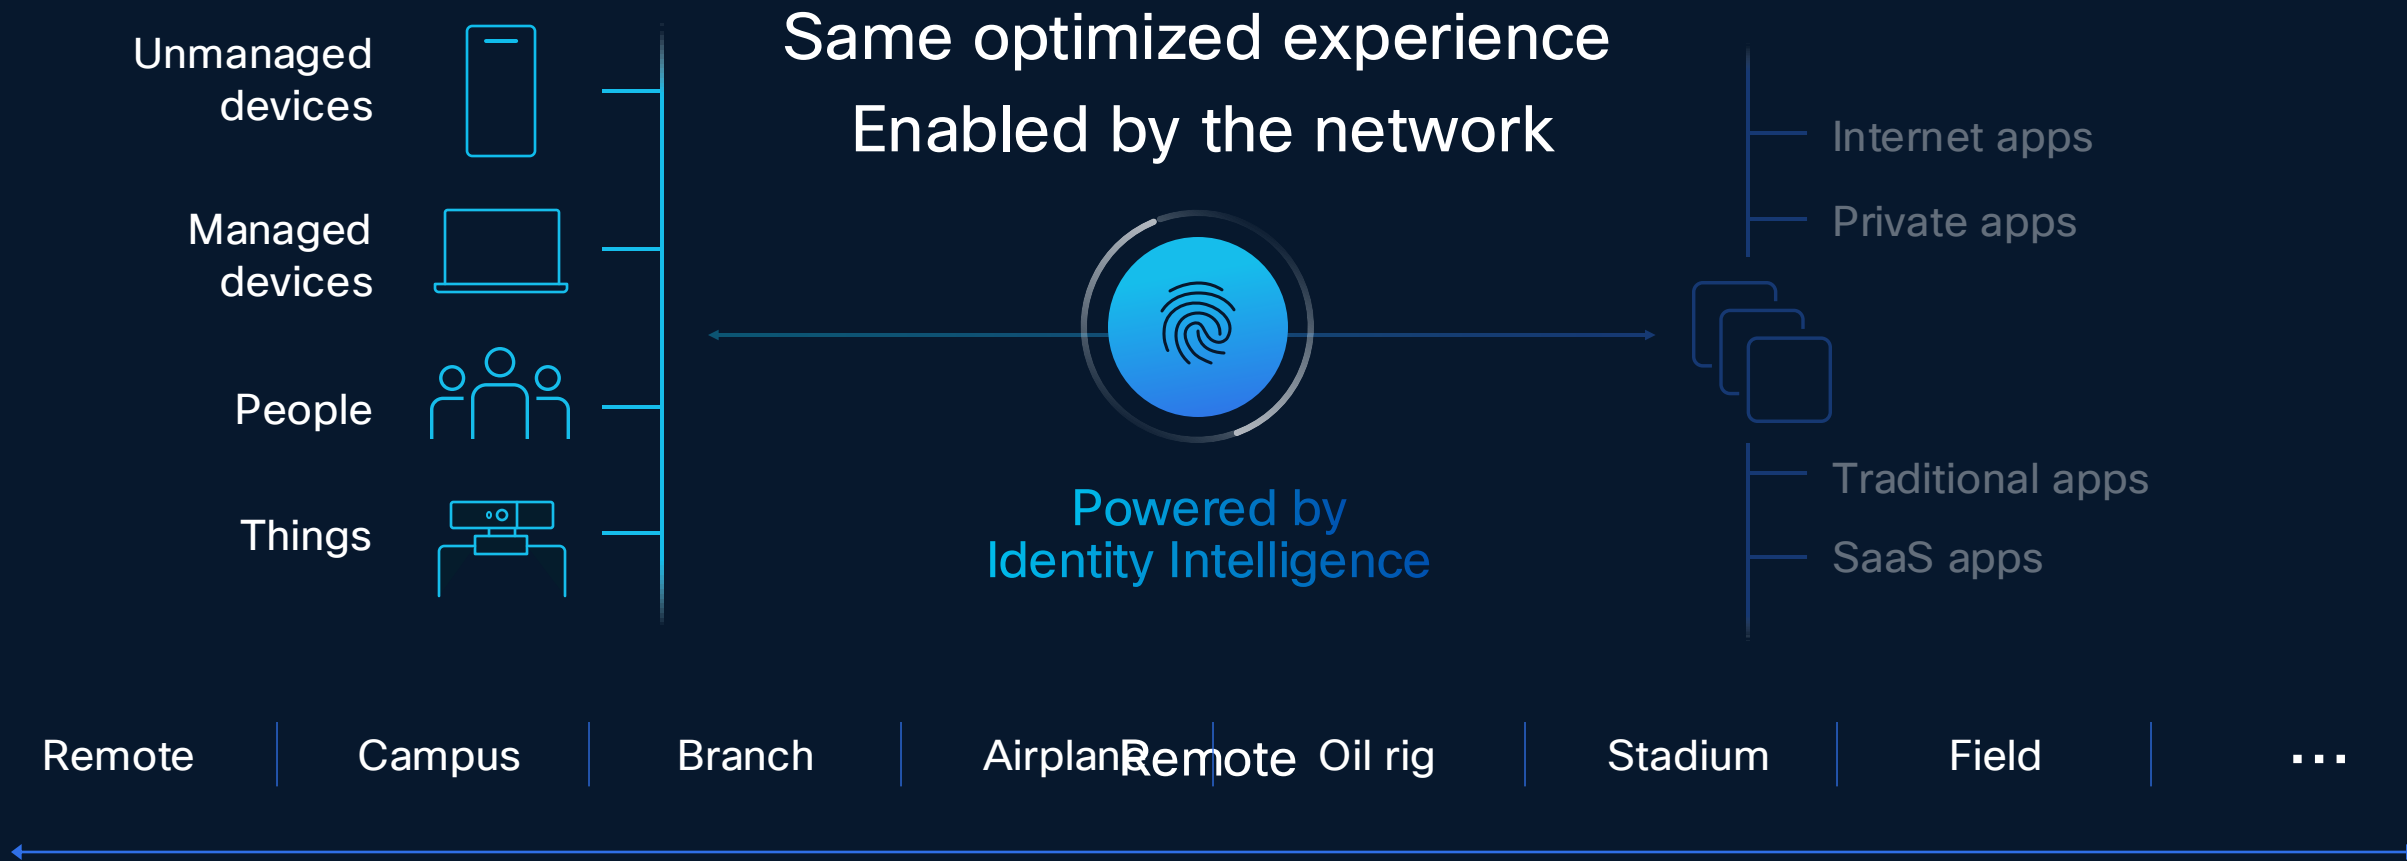 Same optimized experience
Enabled by the network
Unmanaged
devices
Managed
devices
People
Things
Powered by
Identity Intelligence
Internet apps
Private apps
Traditional apps
SaaS apps
Remote
Campus
Branch
Airplane
Remote
Oil rig
Stadium
Field
...